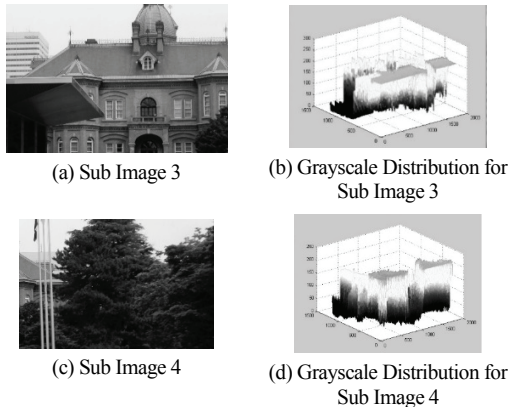 (a) Sub Image 3
(b) Grayscale Distribution for
Sub Image 3
(c) Sub Image 4
(d) Grayscale Distribution for
Sub Image 4